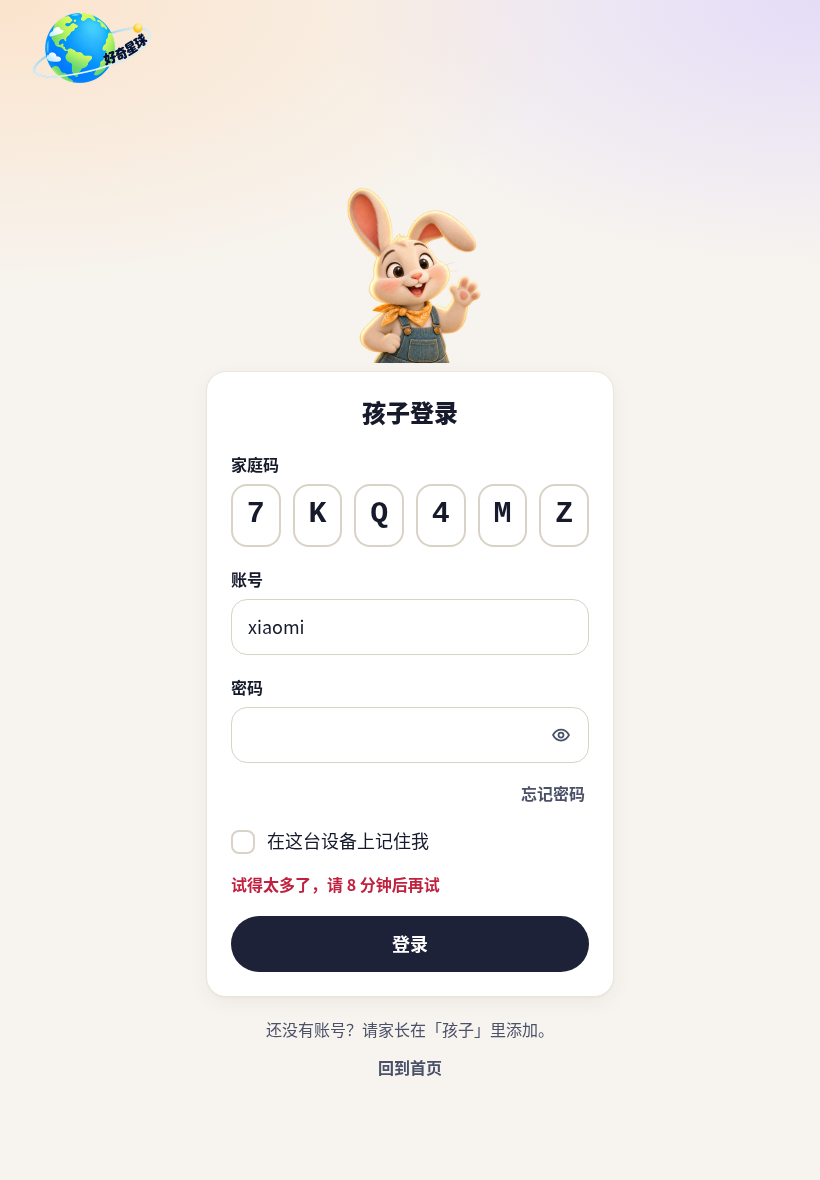 好奇星球
孩子登录
家庭码
7 K Q 4 M Z
账号
xiaomi
密码
忘记密码
在这台设备上记住我
试得太多了，请 8 分钟后再试
登录
还没有账号？请家长在「孩子」里添加。
回到首页